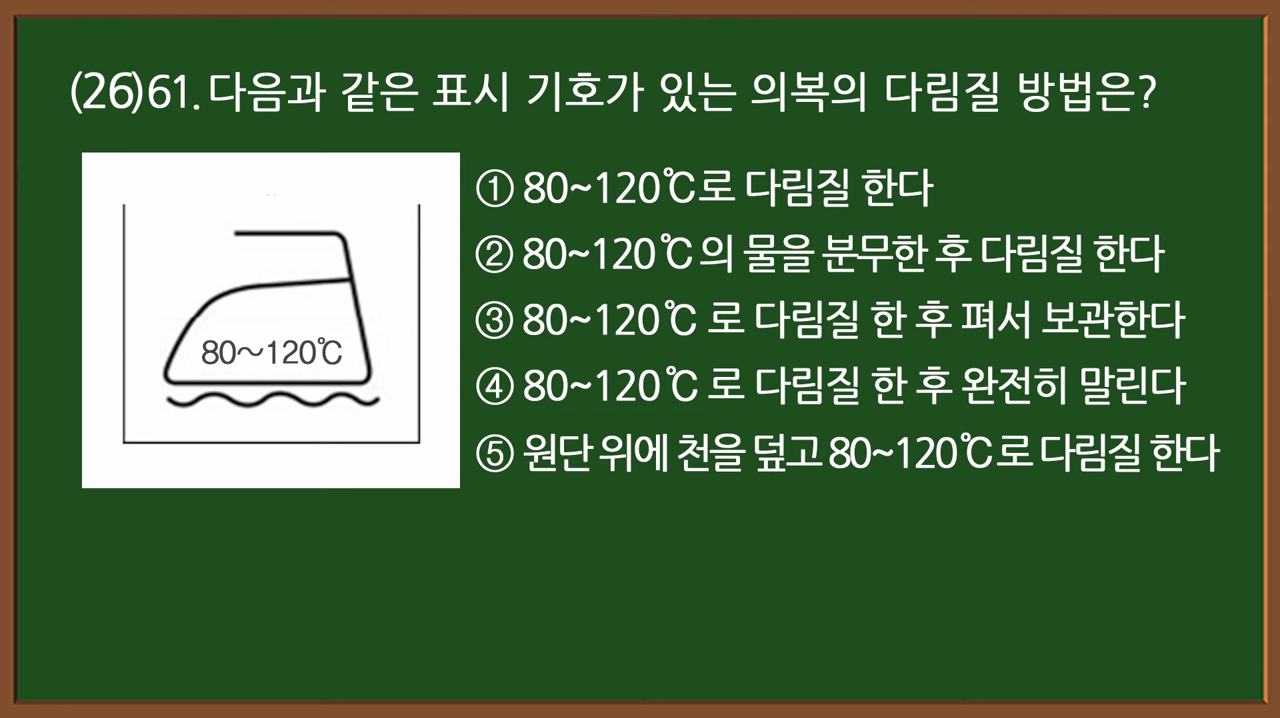 (26)61.다음과 같은 표시 기호가 있는 의복의 다림질 방법은?
80～120℃
① 80~120℃로 다림질 한다
② 80~120℃의 물을 분무한 후 다림질 한다
③ 80~120℃ 로 다림질 한 후 펴서 보관한다
④ 80~120℃ 로 다림질 한 후 완전히 말린다
⑤ 원단 위에 천을 덮고 80~120℃로 다림질 한다